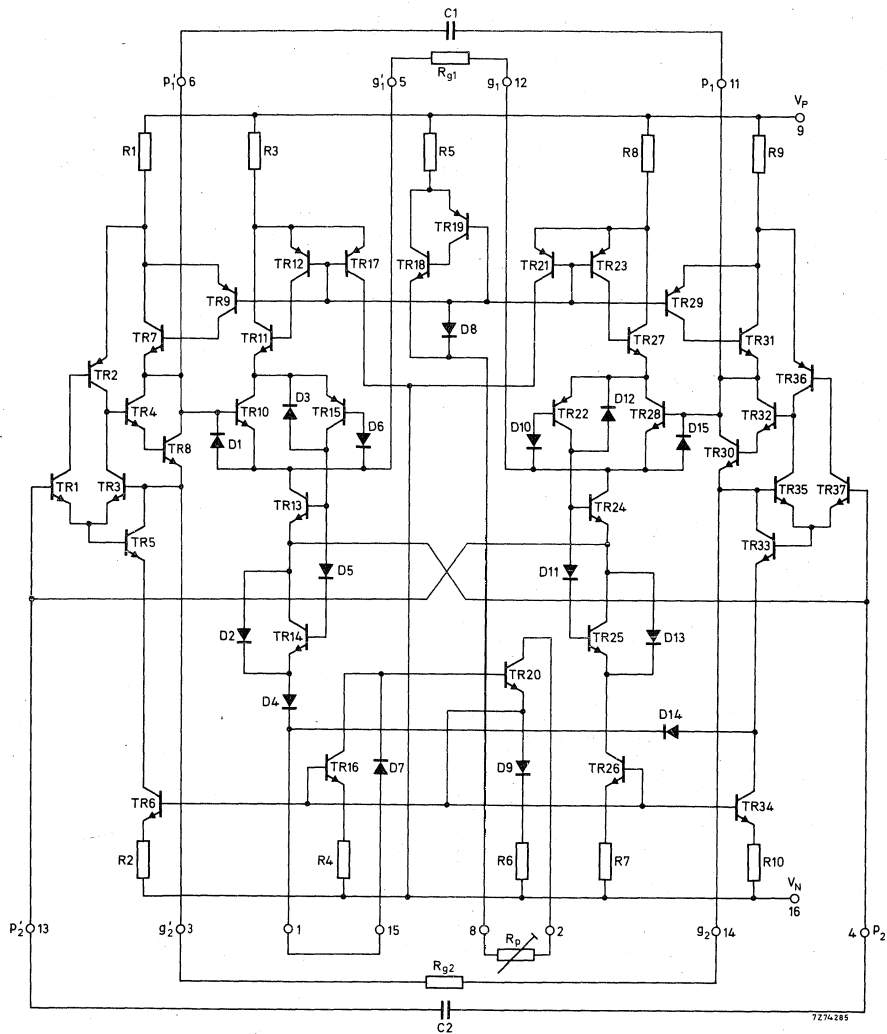 C1
p1' 6
g1' 5
Rg1
g1 12
p1 11
VP
9
R1
R3
R5
R8
R9
TR19
TR12
TR17
TR18
TR21
TR23
TR9
TR29
TR7
TR11
D8
TR27
TR31
TR2
TR36
TR4
TR10
D3
TR15
TR22
D12
TR28
TR32
D1
D6
D10
D15
TR8
TR30
TR1
TR3
TR35
TR37
TR13
TR24
TR5
TR33
D5
D11
D2
TR14
TR25
D13
TR20
D4
D14
TR16
D7
D9
TR26
TR6
TR34
R2
R4
R6
R7
R10
VN
16
p2' 13
g2' 3
1
15
8
Rp
2
g2 14
4 p2
Rg2
C2
7Z74285